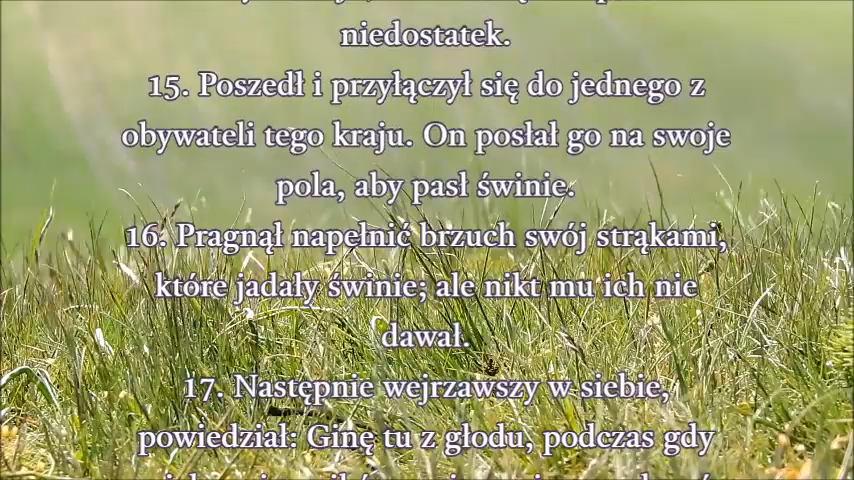 niedostatek.
15. Poszedł i przyłączył się do jednego z
obywateli tego kraju. On posłał go na swoje
pola, aby pasł świnie.
16. Pragnął napełnić brzuch swój strąkami,
które jadały świnie; ale nikt mu ich nie
dawał.
17. Następnie wejrzawszy w siebie,
powiedział: Ginę tu z głodu, podczas gdy